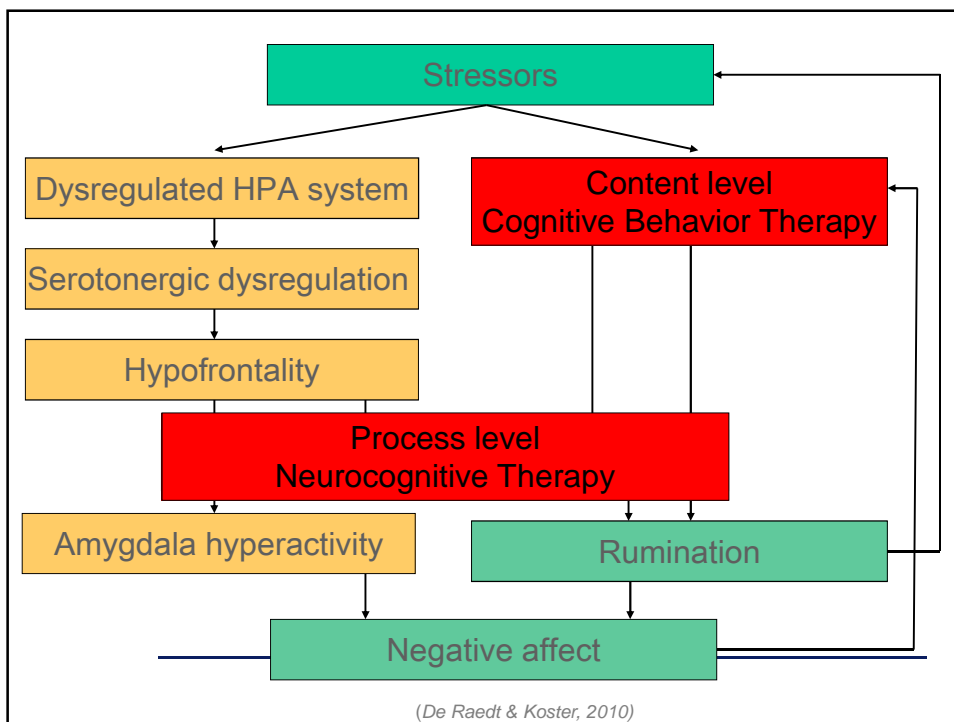 Stressors
Dysregulated HPA system
Content level
Cognitive Behavior Therapy
Serotonergic dysregulation
Hypofrontality
Process level
Neurocognitive Therapy
Amygdala hyperactivity
Rumination
Negative affect
(De Raedt & Koster, 2010)